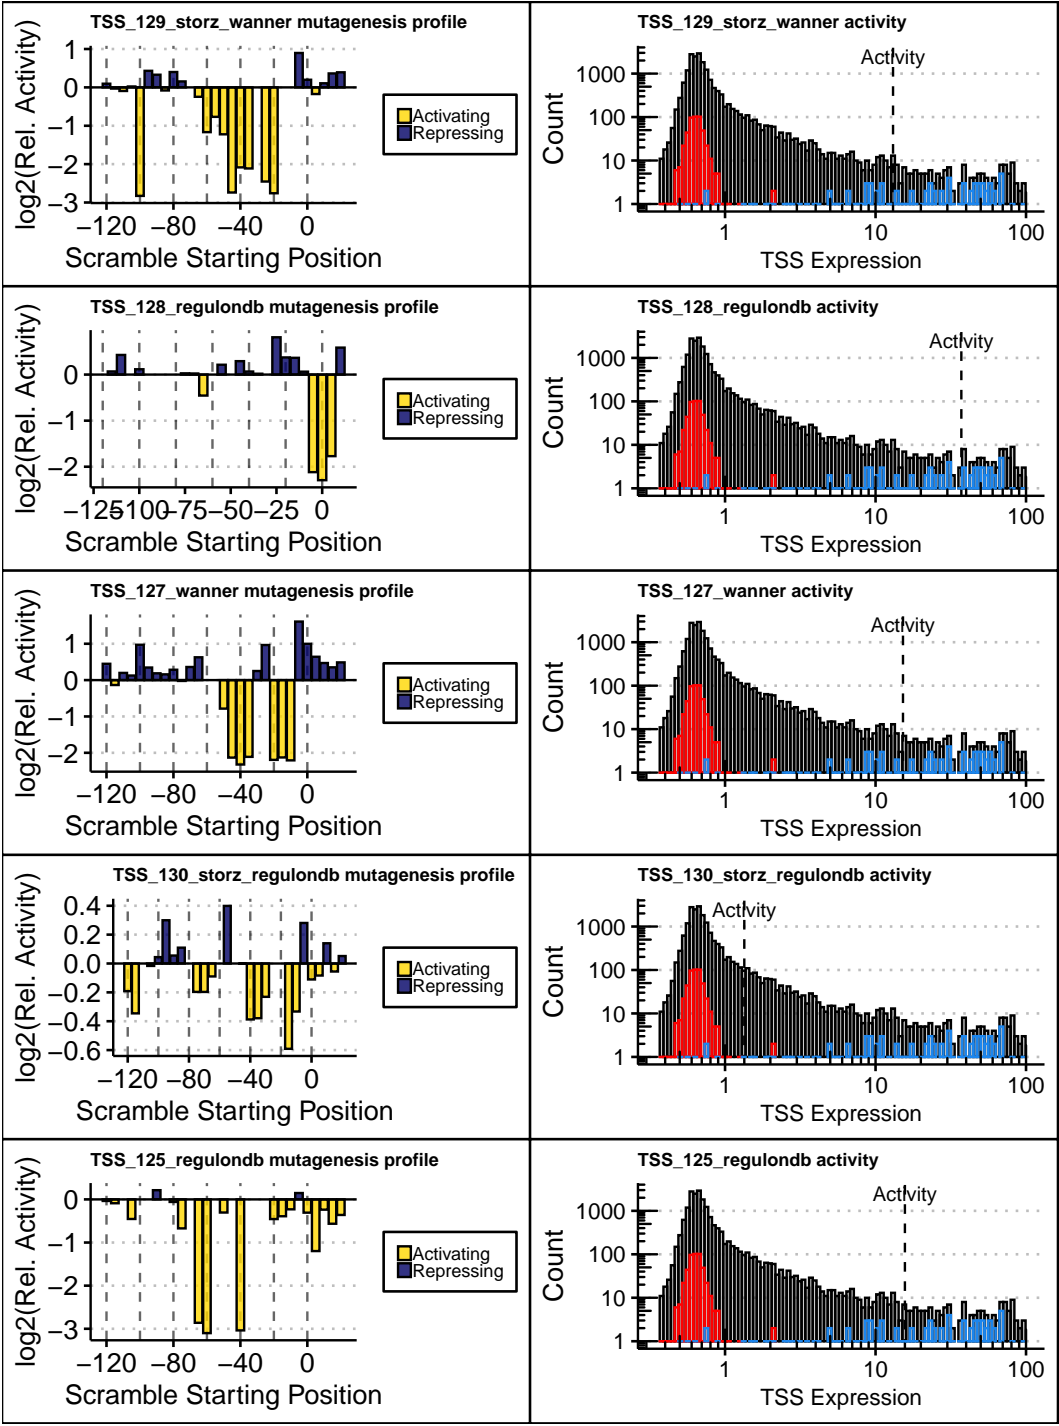 TSS_129_storz_wanner mutagenesis profile
log2(Rel. Activity)
1
0
−1
−2
−3
−120 −80 −40 0
Scramble Starting Position
Activating
Repressing
TSS_129_storz_wanner activity
Activity
Count
1000
100
10
1
1 10 100
TSS Expression
TSS_128_regulondb mutagenesis profile
log2(Rel. Activity)
0
−1
−2
−125 −100 −75 −50 −25 0
Scramble Starting Position
Activating
Repressing
TSS_128_regulondb activity
Activity
Count
1000
100
10
1
1 10 100
TSS Expression
TSS_127_wanner mutagenesis profile
log2(Rel. Activity)
1
0
−1
−2
−120 −80 −40 0
Scramble Starting Position
Activating
Repressing
TSS_127_wanner activity
Activity
Count
1000
100
10
1
1 10 100
TSS Expression
TSS_130_storz_regulondb mutagenesis profile
log2(Rel. Activity)
0.4
0.2
0.0
−0.2
−0.4
−0.6
−120 −80 −40 0
Scramble Starting Position
Activating
Repressing
TSS_130_storz_regulondb activity
Activity
Count
1000
100
10
1
1 10 100
TSS Expression
TSS_125_regulondb mutagenesis profile
log2(Rel. Activity)
0
−1
−2
−3
−120 −80 −40 0
Scramble Starting Position
Activating
Repressing
TSS_125_regulondb activity
Activity
Count
1000
100
10
1
1 10 100
TSS Expression